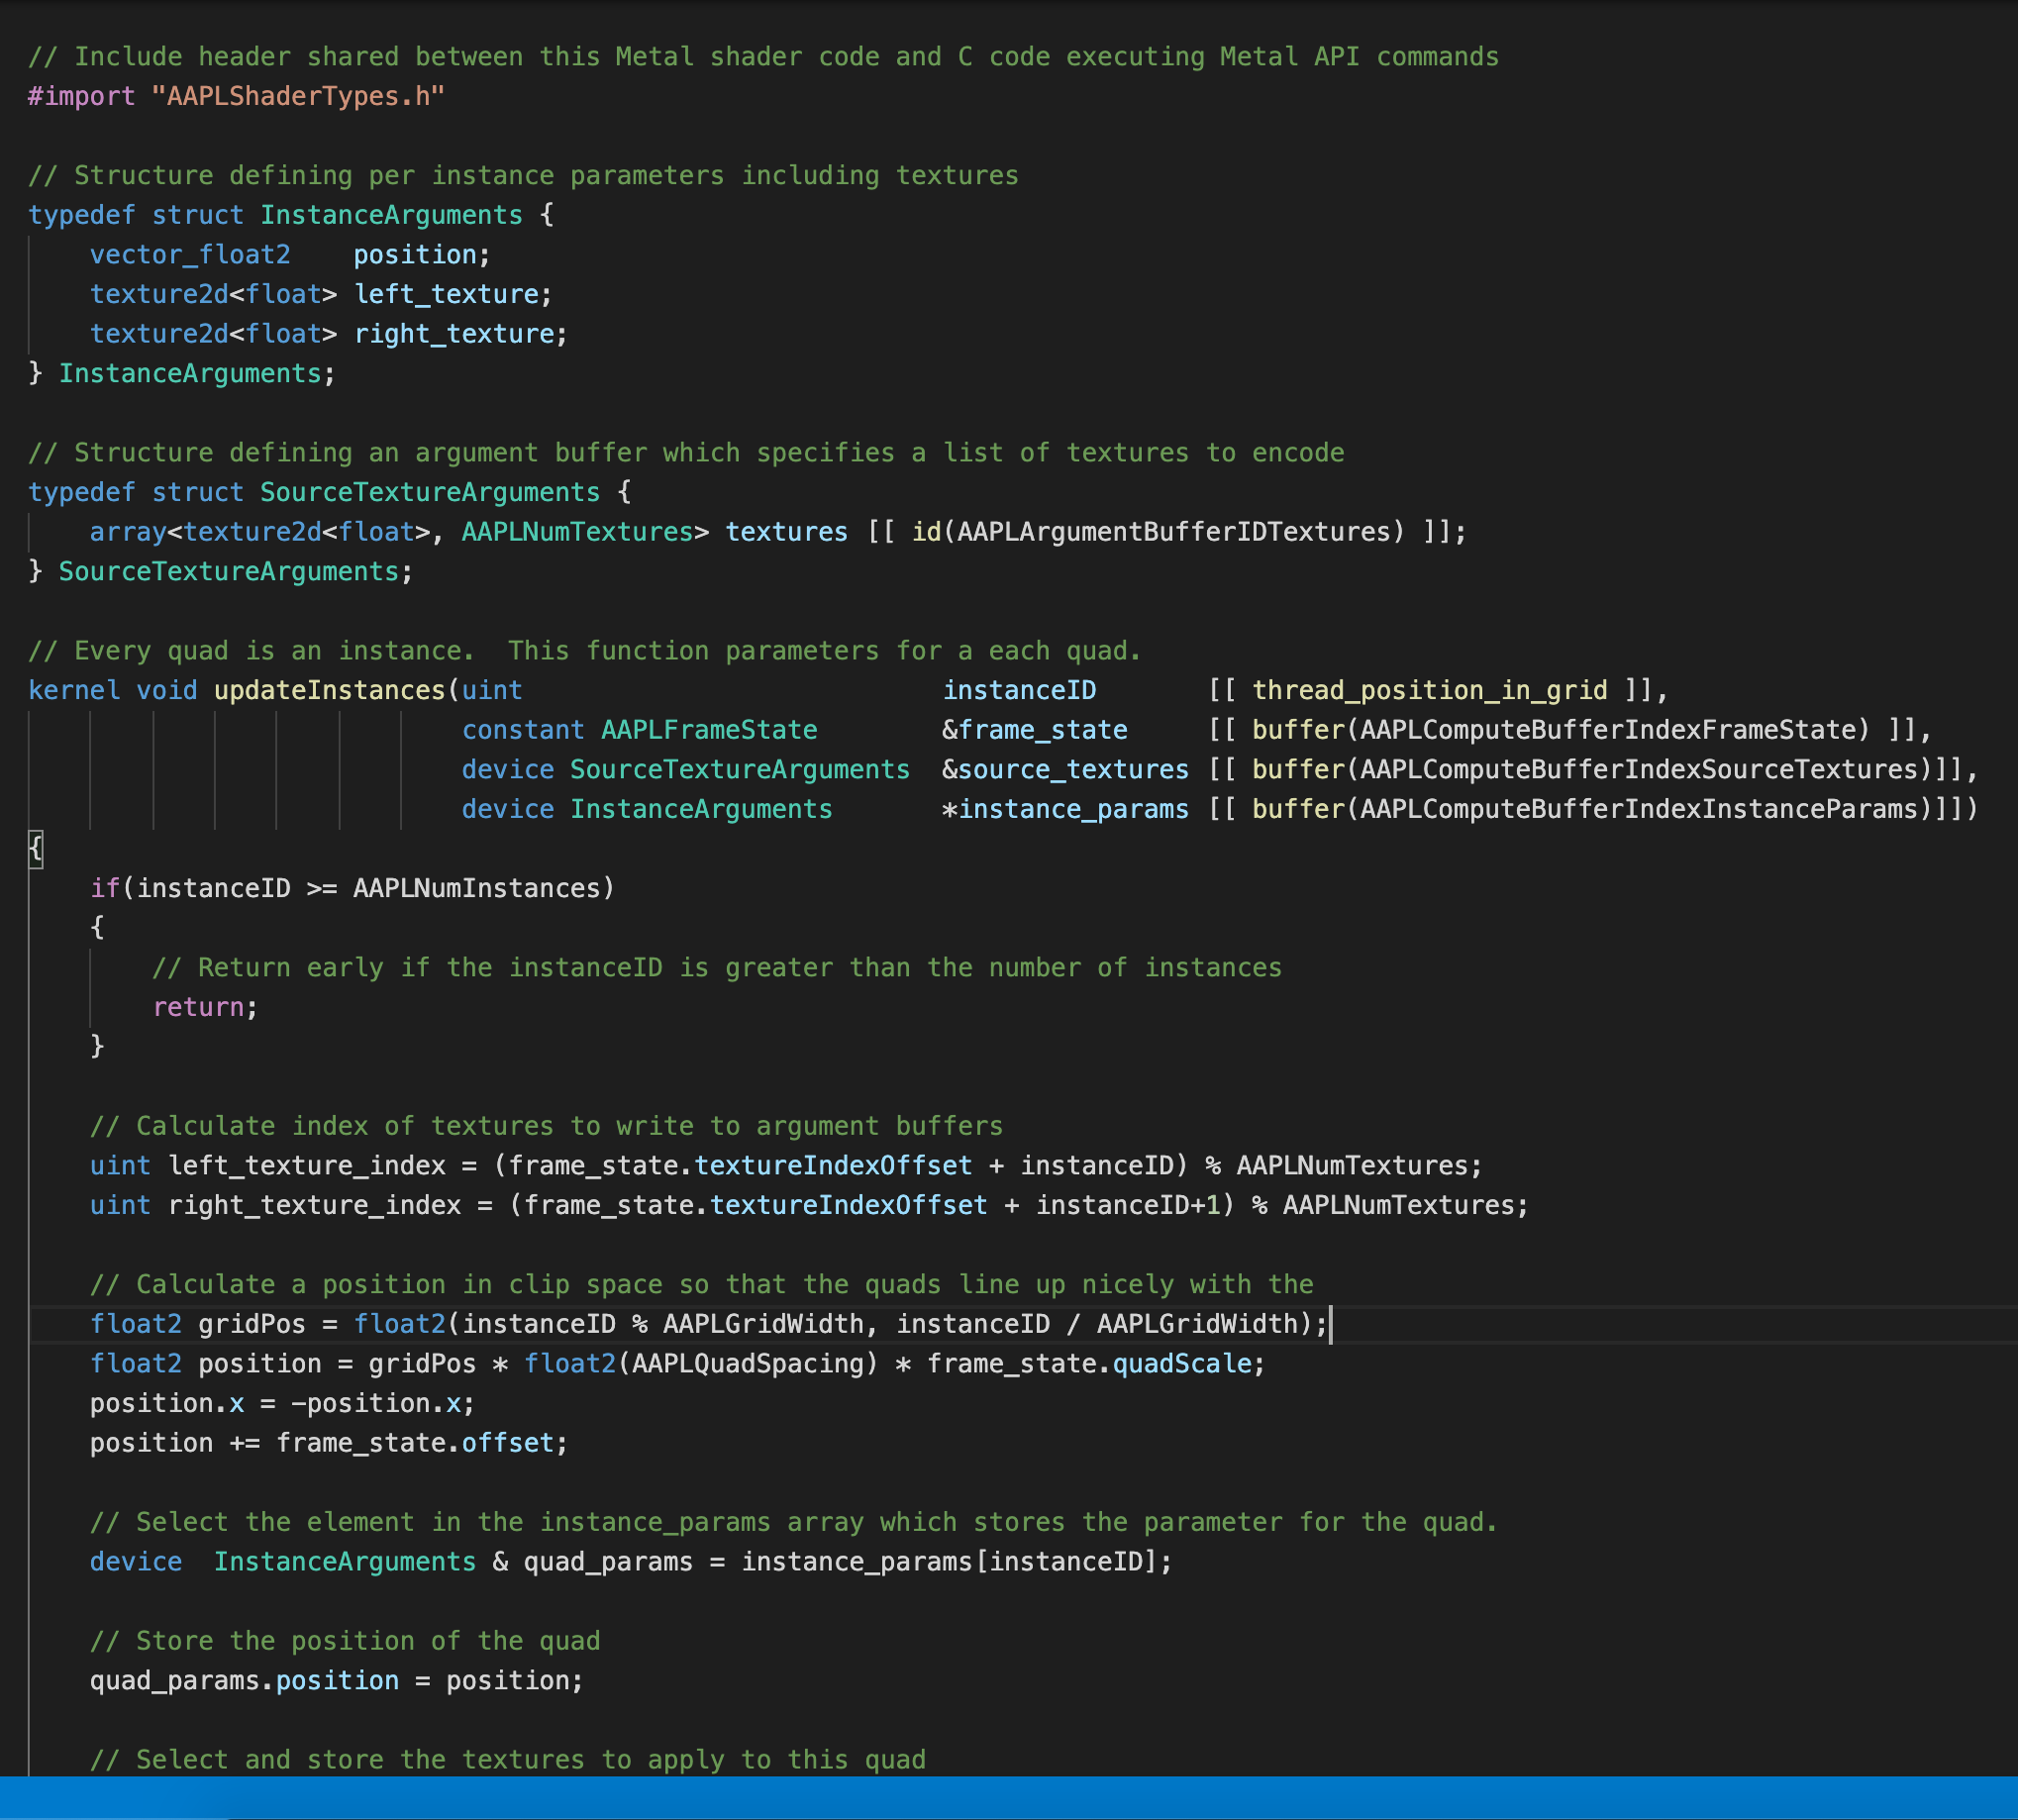 // Include header shared between this Metal shader code and C code executing Metal API commands
#import "AAPLShaderTypes.h"

// Structure defining per instance parameters including textures
typedef struct InstanceArguments {
    vector_float2    position;
    texture2d<float> left_texture;
    texture2d<float> right_texture;
} InstanceArguments;

// Structure defining an argument buffer which specifies a list of textures to encode
typedef struct SourceTextureArguments {
    array<texture2d<float>, AAPLNumTextures> textures [[ id(AAPLArgumentBufferIDTextures) ]];
} SourceTextureArguments;

// Every quad is an instance.  This function parameters for a each quad.
kernel void updateInstances(uint                           instanceID       [[ thread_position_in_grid ]],
                            constant AAPLFrameState        &frame_state     [[ buffer(AAPLComputeBufferIndexFrameState) ]],
                            device SourceTextureArguments  &source_textures [[ buffer(AAPLComputeBufferIndexSourceTextures)]],
                            device InstanceArguments       *instance_params [[ buffer(AAPLComputeBufferIndexInstanceParams)]])
{
    if(instanceID >= AAPLNumInstances)
    {
        // Return early if the instanceID is greater than the number of instances
        return;
    }

    // Calculate index of textures to write to argument buffers
    uint left_texture_index = (frame_state.textureIndexOffset + instanceID) % AAPLNumTextures;
    uint right_texture_index = (frame_state.textureIndexOffset + instanceID+1) % AAPLNumTextures;

    // Calculate a position in clip space so that the quads line up nicely with the
    float2 gridPos = float2(instanceID % AAPLGridWidth, instanceID / AAPLGridWidth);
    float2 position = gridPos * float2(AAPLQuadSpacing) * frame_state.quadScale;
    position.x = -position.x;
    position += frame_state.offset;

    // Select the element in the instance_params array which stores the parameter for the quad.
    device  InstanceArguments & quad_params = instance_params[instanceID];

    // Store the position of the quad
    quad_params.position = position;

    // Select and store the textures to apply to this quad